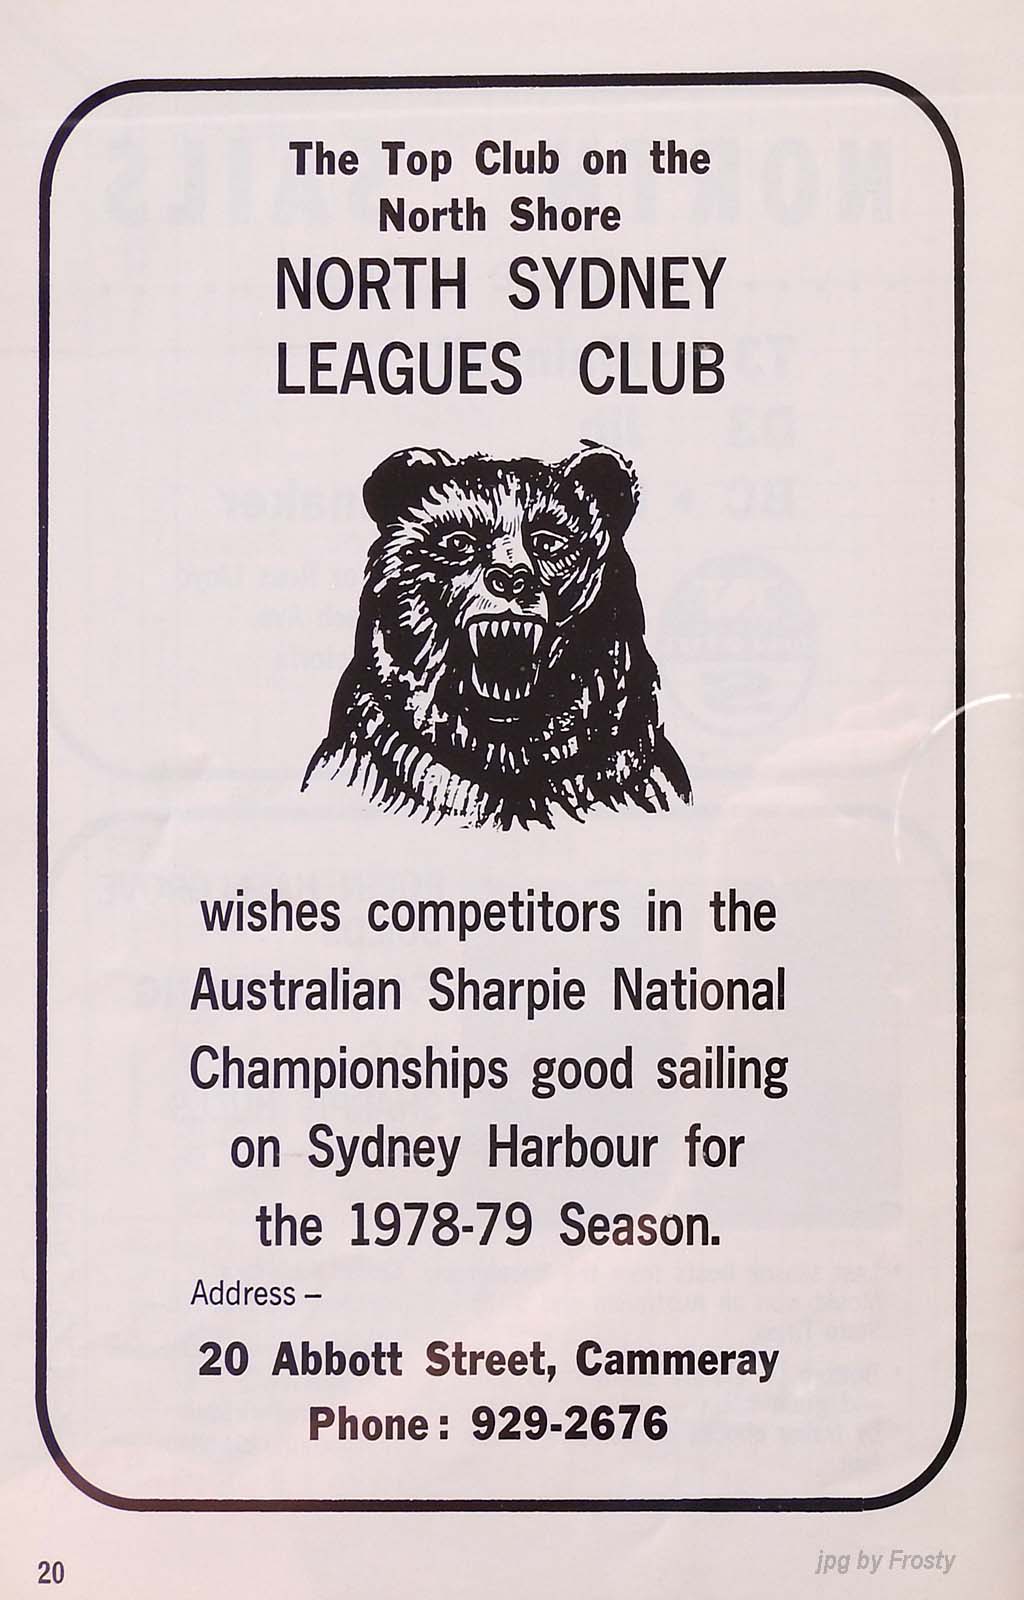 The Top Club on the
North Shore
NORTH SYDNEY
LEAGUES CLUB
wishes competitors in the
Australian Sharpie National
Championships good sailing
on Sydney Harbour for
the 1978-79 Season.
Address –
20 Abbott Street, Cammeray
Phone: 929-2676
20
jpg by Frosty